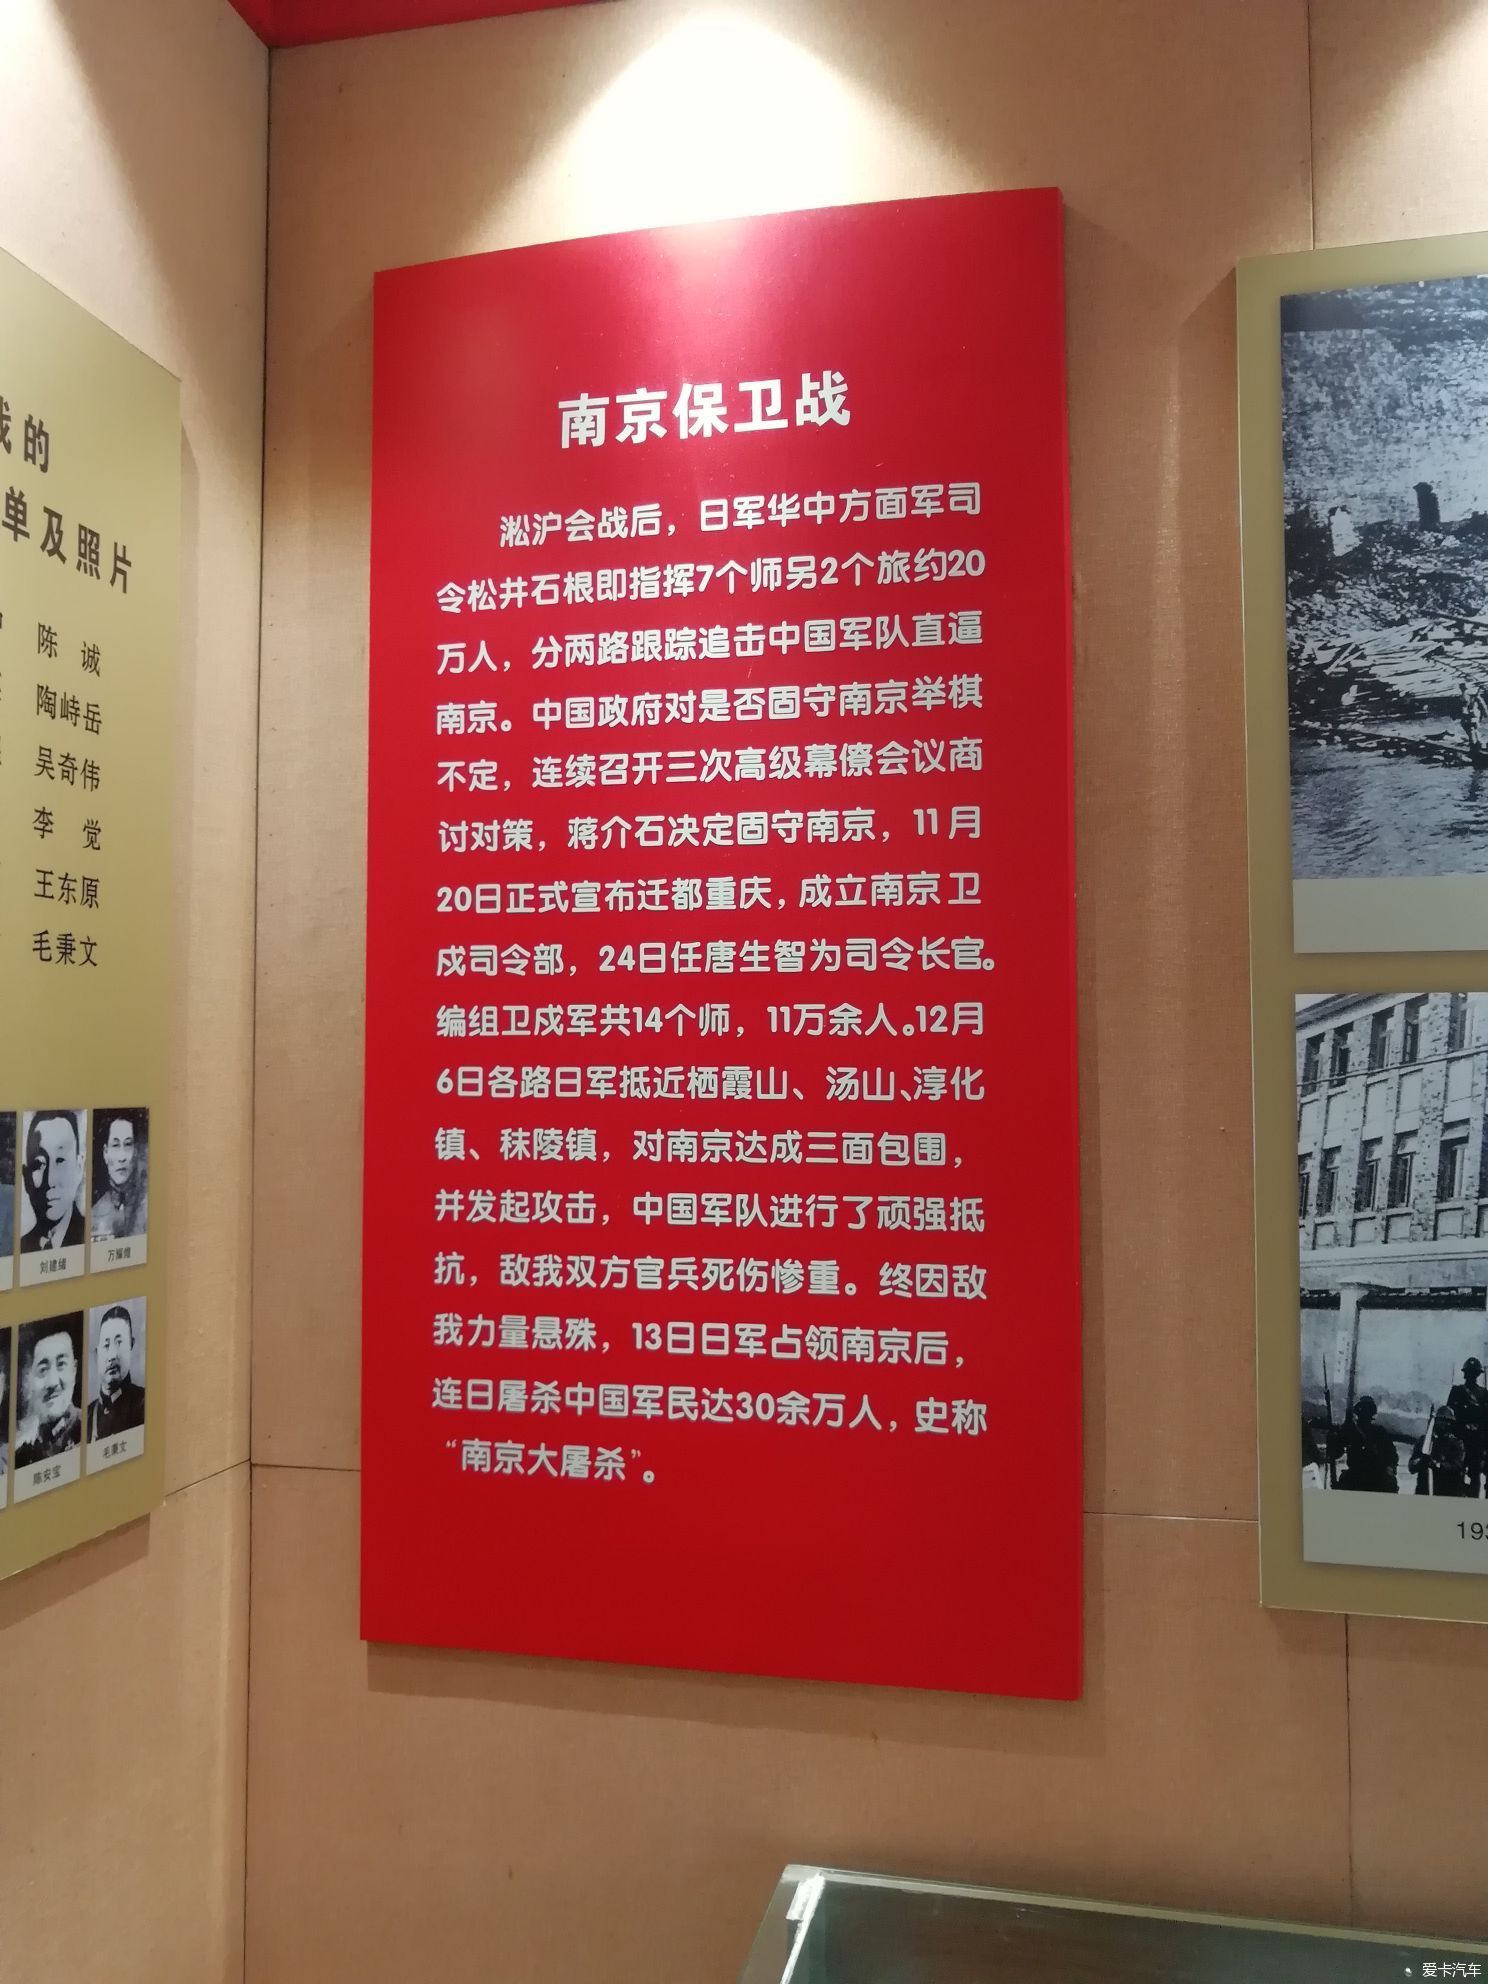 战的
单及照片
陈 诚
陶峙岳
吴奇伟
李 觉
王东原
毛秉文
刘建绪
万耀煌
陈安宝
毛秉文
南京保卫战
淞沪会战后，日军华中方面军司
令松井石根即指挥7个师另2个旅约20
万人，分两路跟踪追击中国军队直逼
南京。中国政府对是否固守南京举棋
不定，连续召开三次高级幕僚会议商
讨对策，蒋介石决定固守南京，11月
20日正式宣布迁都重庆，成立南京卫
戍司令部，24日任唐生智为司令长官。
编组卫戍军共14个师，11万余人。12月
6日各路日军抵近栖霞山、汤山、淳化
镇、秣陵镇，对南京达成三面包围，
并发起攻击，中国军队进行了顽强抵
抗，敌我双方官兵死伤惨重。终因敌
我力量悬殊，13日日军占领南京后，
连日屠杀中国军民达30余万人，史称
“南京大屠杀”。
193
爱卡汽车